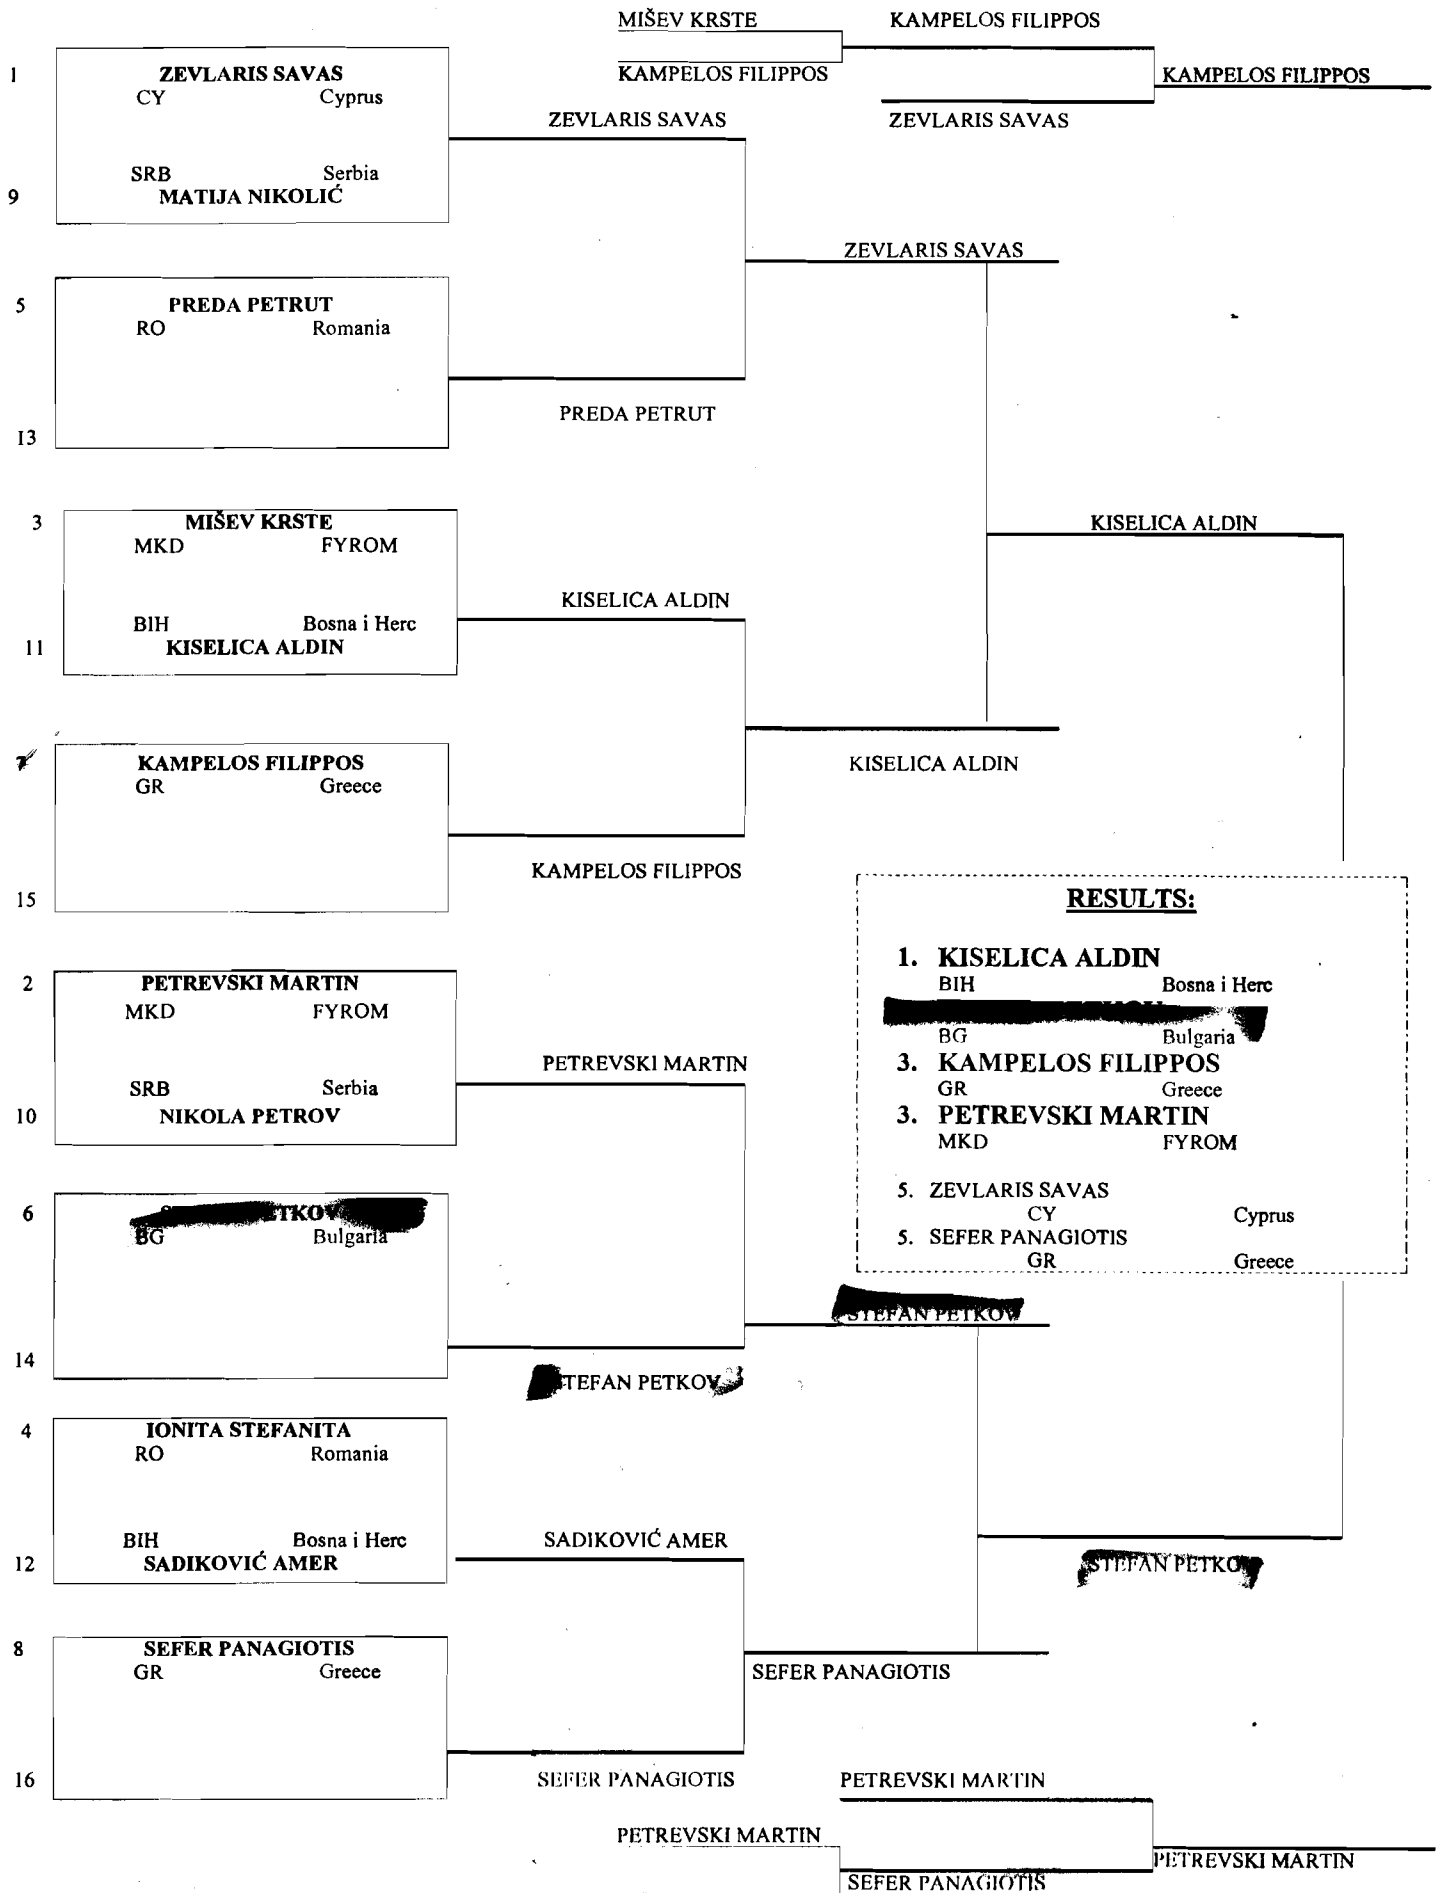 MIŠEV KRSTE
KAMPELOS FILIPPOS
KAMPELOS FILIPPOS
ZEVLARIS SAVAS
KAMPELOS FILIPPOS
1 ZEVLARIS SAVAS
CY Cyprus
SRB Serbia
9 MATIJA NIKOLIĆ
ZEVLARIS SAVAS
5 PREDA PETRUT
RO Romania
13
PREDA PETRUT
ZEVLARIS SAVAS
3 MIŠEV KRSTE
MKD FYROM
BIH Bosna i Herc
11 KISELICA ALDIN
KISELICA ALDIN
KAMPELOS FILIPPOS
GR Greece
15
KAMPELOS FILIPPOS
KISELICA ALDIN
KISELICA ALDIN
2 PETREVSKI MARTIN
MKD FYROM
SRB Serbia
10 NIKOLA PETROV
PETREVSKI MARTIN
6
BG Bulgaria
14
STEFAN PETKOV
STEFAN PETKOV
4 IONITA STEFANITA
RO Romania
BIH Bosna i Herc
12 SADIKOVIĆ AMER
SADIKOVIĆ AMER
8 SEFER PANAGIOTIS
GR Greece
16
SEFER PANAGIOTIS
SEFER PANAGIOTIS
STEFAN PETKOV
RESULTS:
1. KISELICA ALDIN
BIH Bosna i Herc
BG Bulgaria
3. KAMPELOS FILIPPOS
GR Greece
3. PETREVSKI MARTIN
MKD FYROM
5. ZEVLARIS SAVAS
CY Cyprus
5. SEFER PANAGIOTIS
GR Greece
PETREVSKI MARTIN
PETREVSKI MARTIN
SEFER PANAGIOTIS
PETREVSKI MARTIN